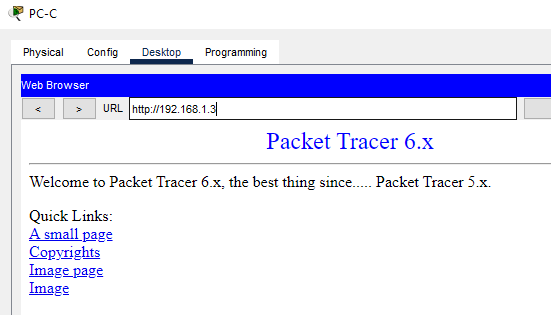 PC-C
Physical Config Desktop Programming
Web Browser
< > URL http://192.168.1.3
Packet Tracer 6.x
Welcome to Packet Tracer 6.x, the best thing since..... Packet Tracer 5.x.
Quick Links:
A small page
Copyrights
Image page
Image